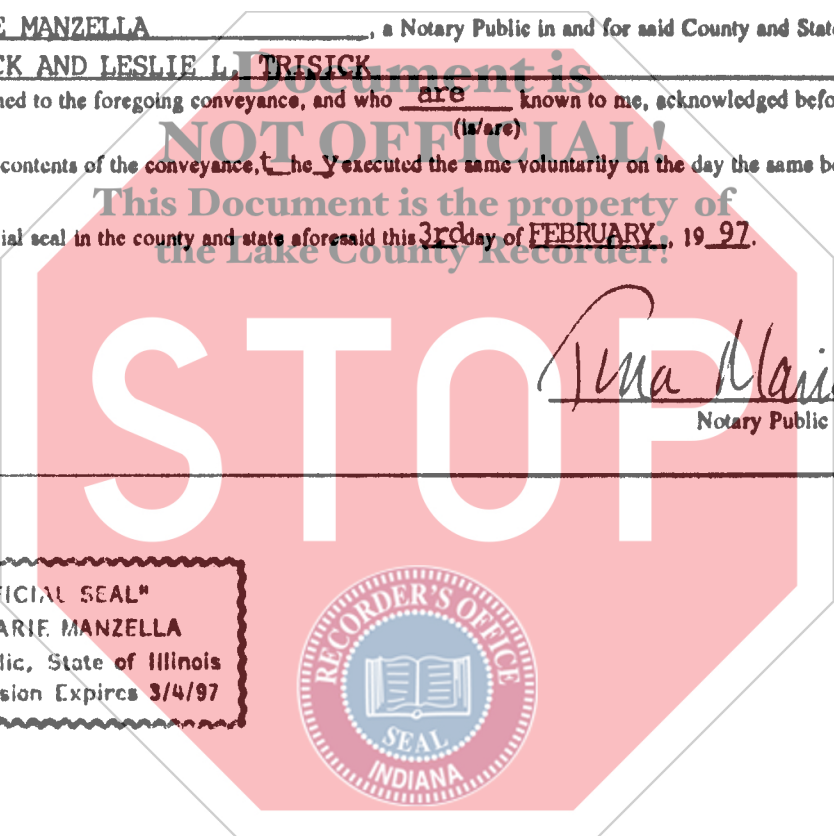 E MANZELLA, a Notary Public in and for said County and State
CK AND LESLIE L. TRISICK
Document is
ned to the foregoing conveyance, and who are known to me, acknowledged befo
(is/are)
NOT OFFICIAL!
contents of the conveyance, t he y executed the same voluntarily on the day the same b
This Document is the property of
ial seal in the county and state aforesaid this 3rd day of FEBRUARY, 19 97.
the Lake County Recorder!
STOP
Tina Marie
Notary Public
FICIAL SEAL"
ARIE MANZELLA
lic, State of Illinois
sion Expires 3/4/97
RECORDER'S OFFICE
SEAL
INDIANA